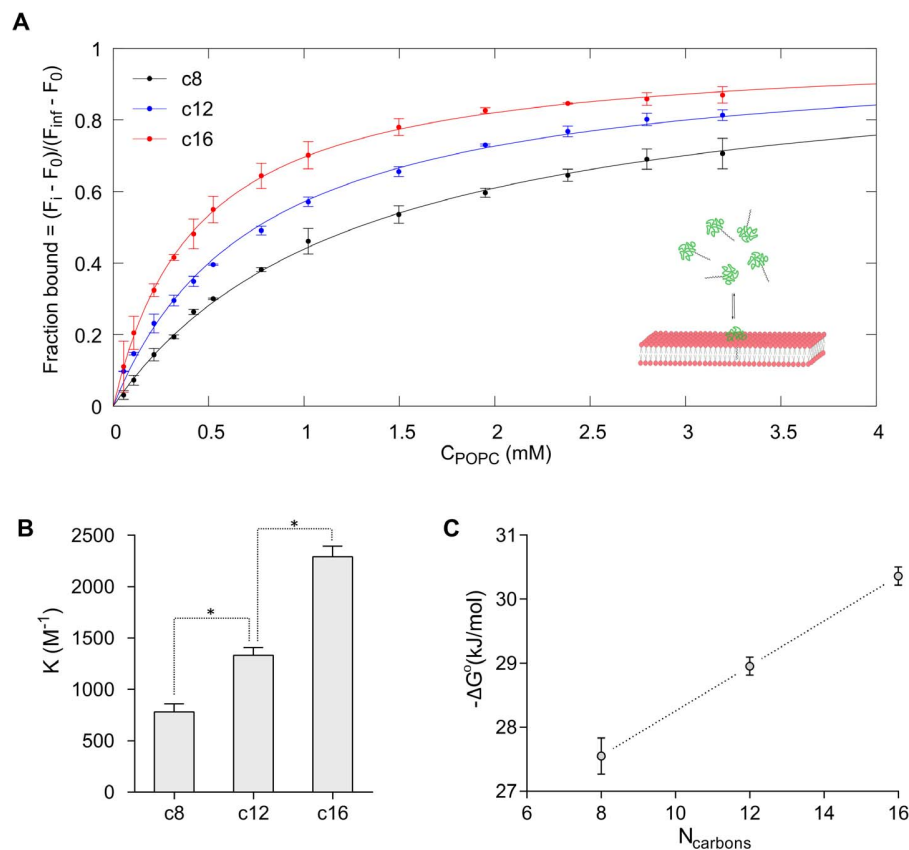 A
Fraction bound = (Fi - F0)/(Finf - F0)
1
0.8
0.6
0.4
0.2
0
c8
c12
c16
0 0.5 1 1.5 2 2.5 3 3.5 4
CPOPC (mM)
B
K (M-1)
2500
2000
1500
1000
500
0
*
*
c8 c12 c16
C
-ΔGo(kJ/mol)
31
30
29
28
27
6 8 10 12 14 16
Ncarbons